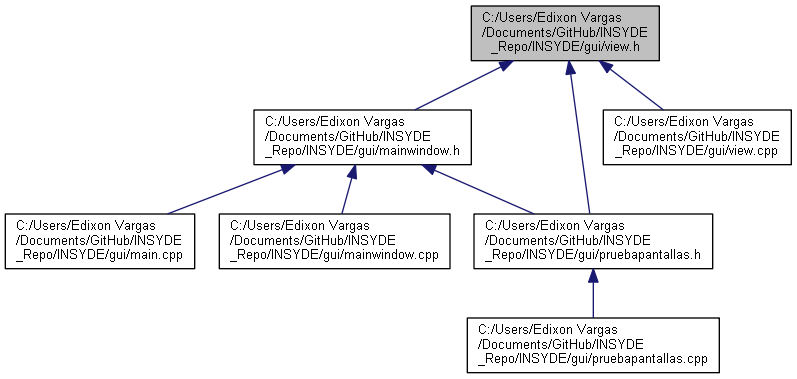 C:/Users/Edixon Vargas
/Documents/GitHub/INSYDE
_Repo/INSYDE/gui/view.h
C:/Users/Edixon Vargas
/Documents/GitHub/INSYDE
_Repo/INSYDE/gui/mainwindow.h
C:/Users/Edixon Vargas
/Documents/GitHub/INSYDE
_Repo/INSYDE/gui/view.cpp
C:/Users/Edixon Vargas
/Documents/GitHub/INSYDE
_Repo/INSYDE/gui/main.cpp
C:/Users/Edixon Vargas
/Documents/GitHub/INSYDE
_Repo/INSYDE/gui/mainwindow.cpp
C:/Users/Edixon Vargas
/Documents/GitHub/INSYDE
_Repo/INSYDE/gui/pruebapantallas.h
C:/Users/Edixon Vargas
/Documents/GitHub/INSYDE
_Repo/INSYDE/gui/pruebapantallas.cpp